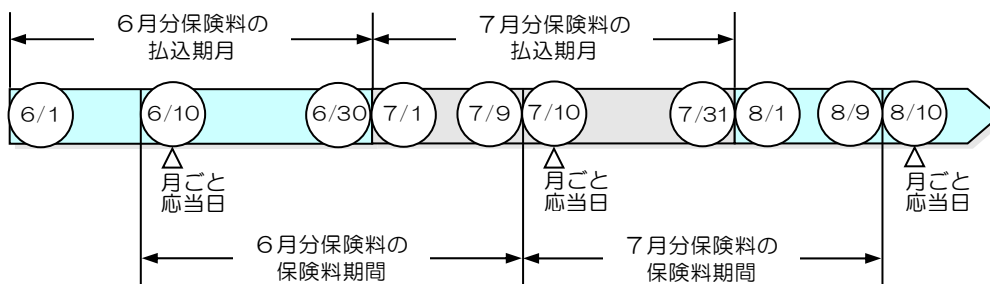 ６月分保険料の
払込期月
７月分保険料の
払込期月
6/1
6/10
6/30
7/1
7/9
7/10
7/31
8/1
8/9
8/10
月ごと
応当日
月ごと
応当日
月ごと
応当日
６月分保険料の
保険料期間
７月分保険料の
保険料期間